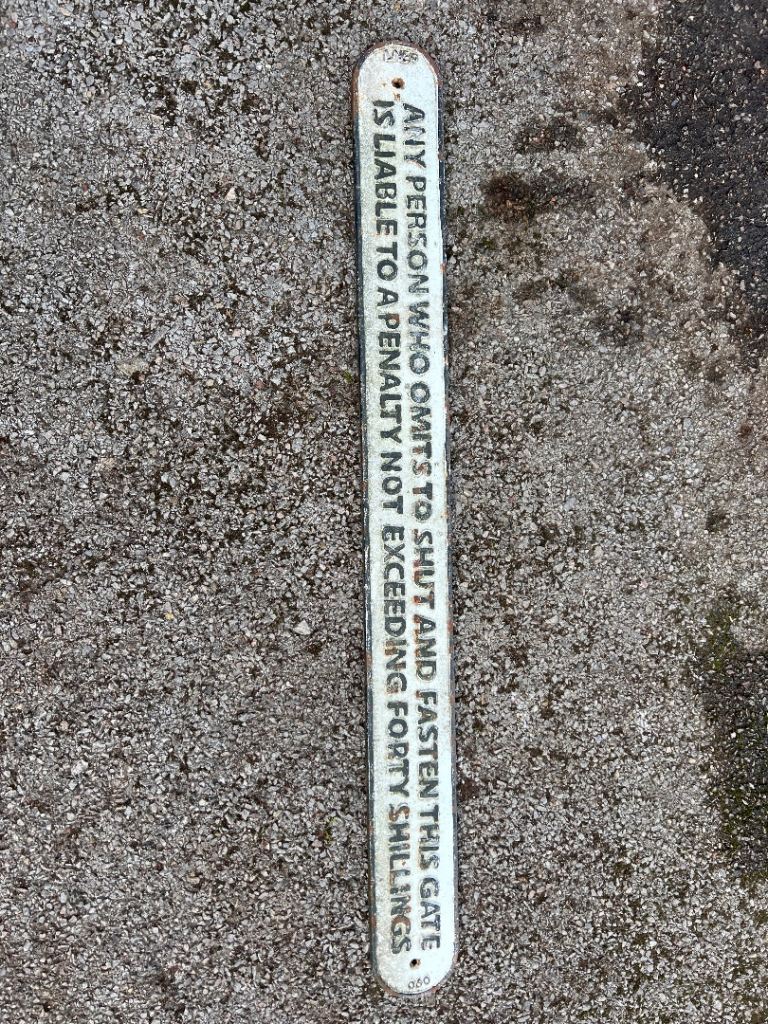 LNER
ANY PERSON WHO OMITS TO SHUT AND FASTEN THIS GATE
IS LIABLE TO A PENALTY NOT EXCEEDING FORTY SHILLINGS
060